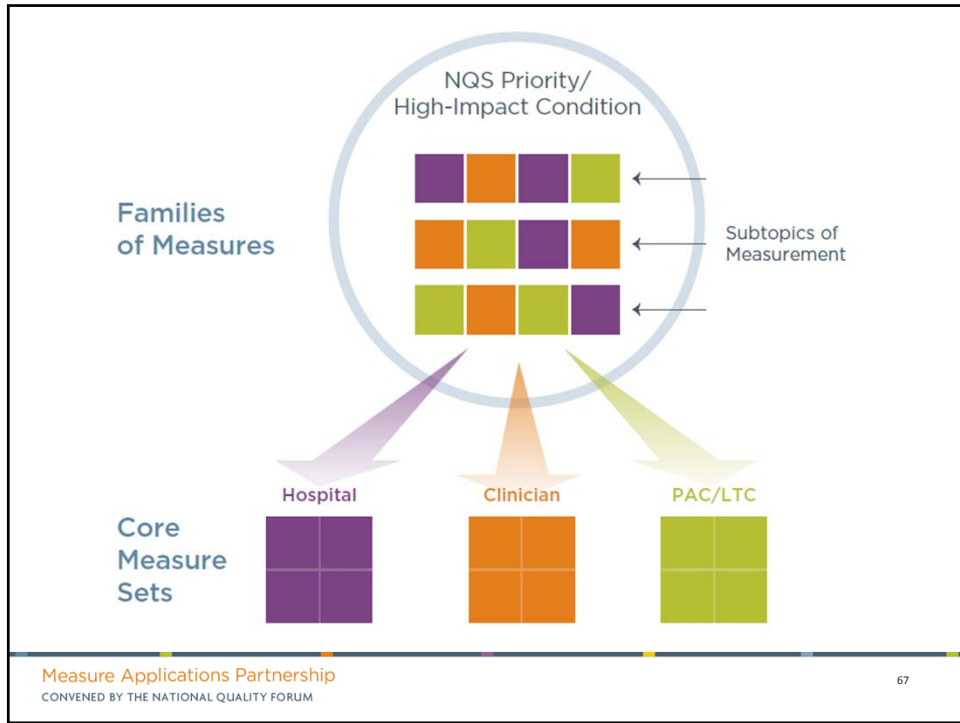 NQS Priority/
High-Impact Condition
Families
of Measures
Subtopics of
Measurement
Hospital
Clinician
PAC/LTC
Core
Measure
Sets
Measure Applications Partnership
CONVENED BY THE NATIONAL QUALITY FORUM
67